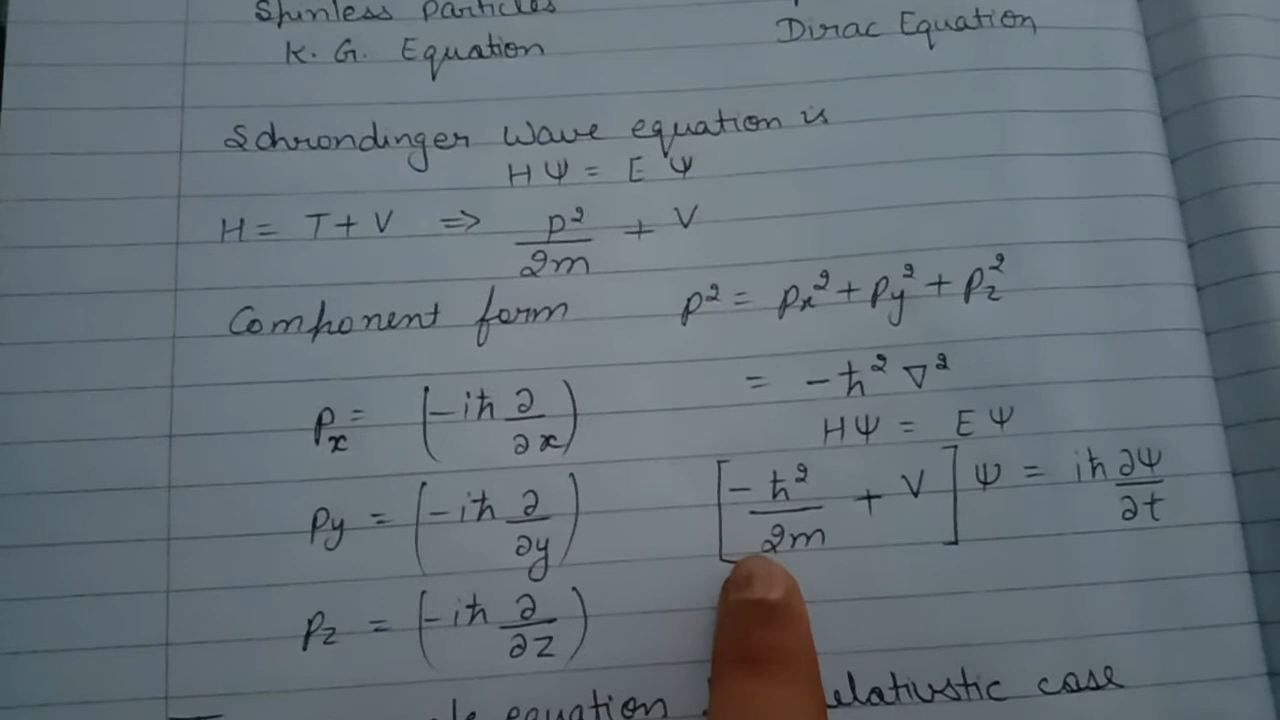 Spinless Particles
K. G. Equation
Dirac Equation
Schrondinger Wave equation is
HΨ = EΨ
H = T + V ⇒ p²/2m + V
Component form
p² = px² + py² + pz²
= -ħ² ∇²
HΨ = EΨ
Px = (-iħ ∂/∂x)
[-ħ²/2m + V] Ψ = iħ ∂Ψ/∂t
Py = (-iħ ∂/∂y)
Pz = (-iħ ∂/∂z)
equation
case